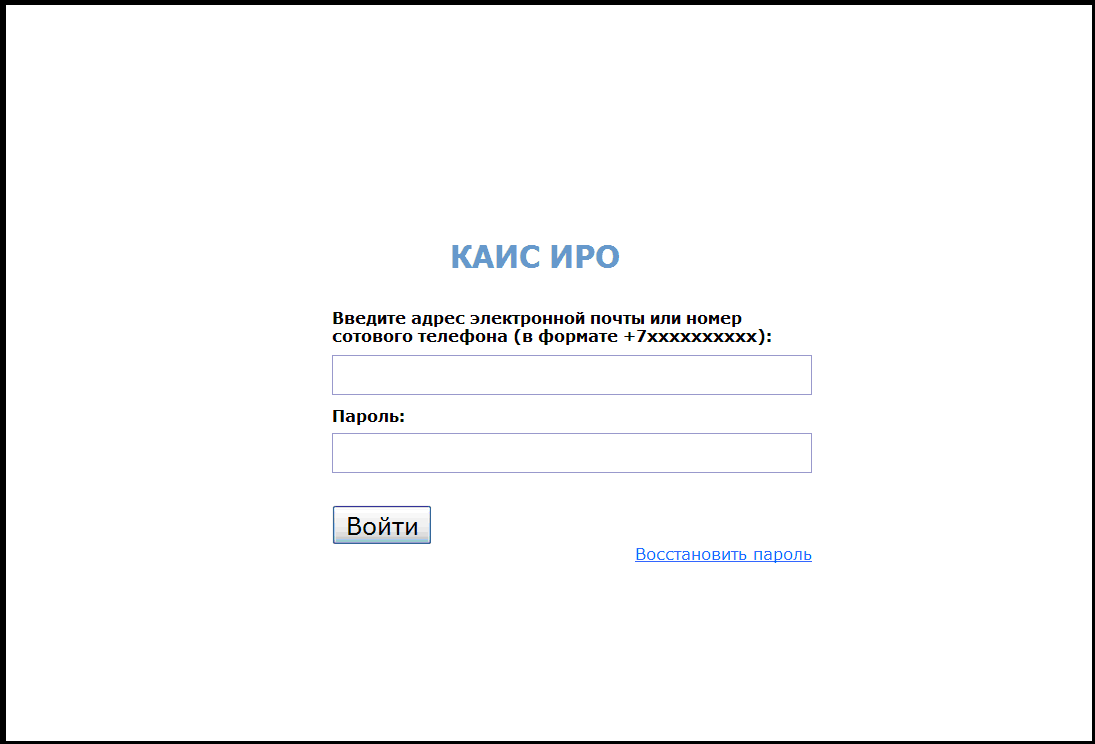 КАИС ИРО
Введите адрес электронной почты или номер
сотового телефона (в формате +7xxxxxxxxxx):
Пароль:
Войти
Восстановить пароль